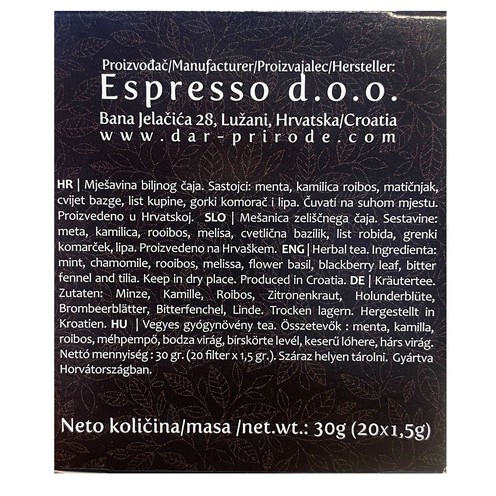 Proizvođač/Manufacturer/Proizvajalec/Hersteller:
Espresso d.o.o.
Bana Jelačića 28, Lužani, Hrvatska/Croatia
www.dar-prirode.com
HR | Mješavina biljnog čaja. Sastojci: menta, kamilica roibos, matičnjak,
cvijet bazge, list kupine, gorki komorač i lipa. Čuvati na suhom mjestu.
Proizvedeno u Hrvatskoj. SLO | Mešanica zeliščnega čaja. Sestavine:
meta, kamilica, rooibos, melisa, cvetlična bazilik, list robida, grenki
komarček, lipa. Proizvedeno na Hrvaškem. ENG | Herbal tea. Ingredienta:
mint, chamomile, rooibos, melissa, flower basil, blackberry leaf, bitter
fennel and tilia. Keep in dry place. Produced in Croatia. DE | Kräutertee.
Zutaten: Minze, Kamille, Roibos, Zitronenkraut, Holunderblüte,
Brombeerblätter, Bitterfenchel, Linde. Trocken lagern. Hergestellt in
Kroatien. HU | Vegyes gyógynövény tea. Összetevők : menta, kamilla,
roibos, méhpempő, bodza virág, bírskörte levél, keserű lóhere, hárs virág.
Nettó mennyiség : 30 gr. (20 filter x 1,5 gr.). Száraz helyen tárolni. Gyártva
Horvátországban.
Neto količina/masa /net.wt.: 30g (20x1,5g)